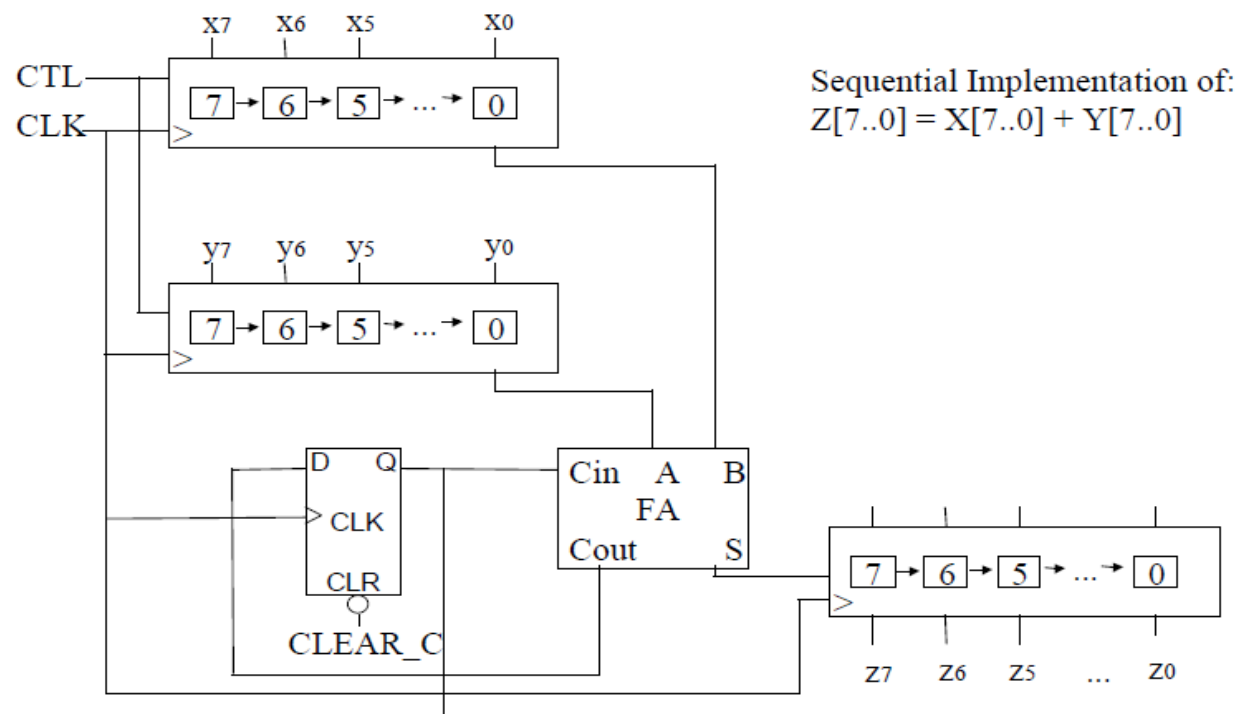 x7 x6 x5 x0
CTL
7 6 5 ... 0
CLK
Sequential Implementation of:
Z[7..0] = X[7..0] + Y[7..0]
y7 y6 y5 y0
7 6 5 ... 0
D Q
CLK
CLR
CLEAR_C
Cin A B
FA
Cout S
7 6 5 ... 0
z7 z6 z5 ... z0